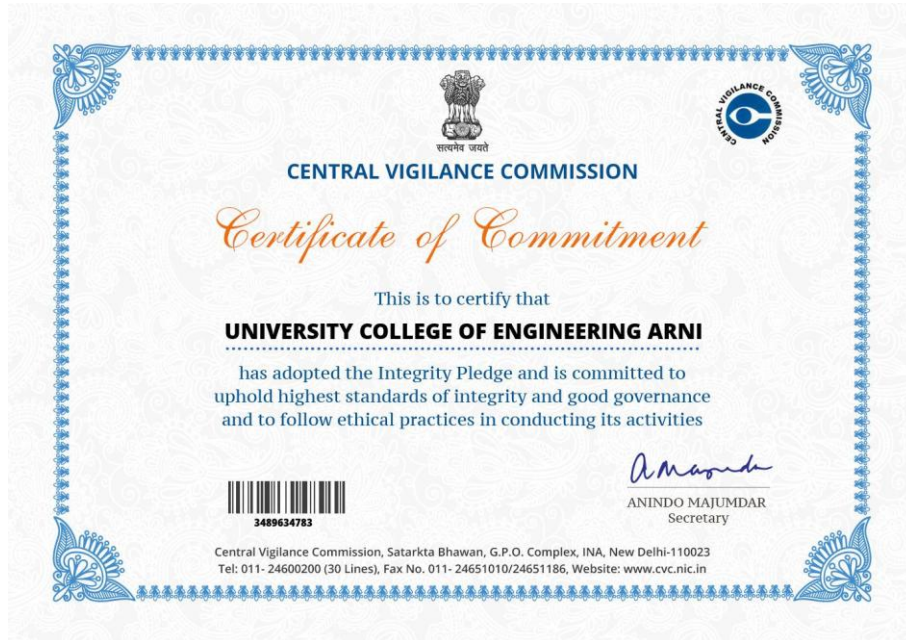 सत्यमेव जयते
CENTRAL VIGILANCE COMMISSION
CENTRAL VIGILANCE COMMISSION
Certificate of Commitment
This is to certify that
UNIVERSITY COLLEGE OF ENGINEERING ARNI
has adopted the Integrity Pledge and is committed to
uphold highest standards of integrity and good governance
and to follow ethical practices in conducting its activities
ANINDO MAJUMDAR
Secretary
3489634783
Central Vigilance Commission, Satarkta Bhawan, G.P.O. Complex, INA, New Delhi-110023
Tel: 011- 24600200 (30 Lines), Fax No. 011- 24651010/24651186, Website: www.cvc.nic.in